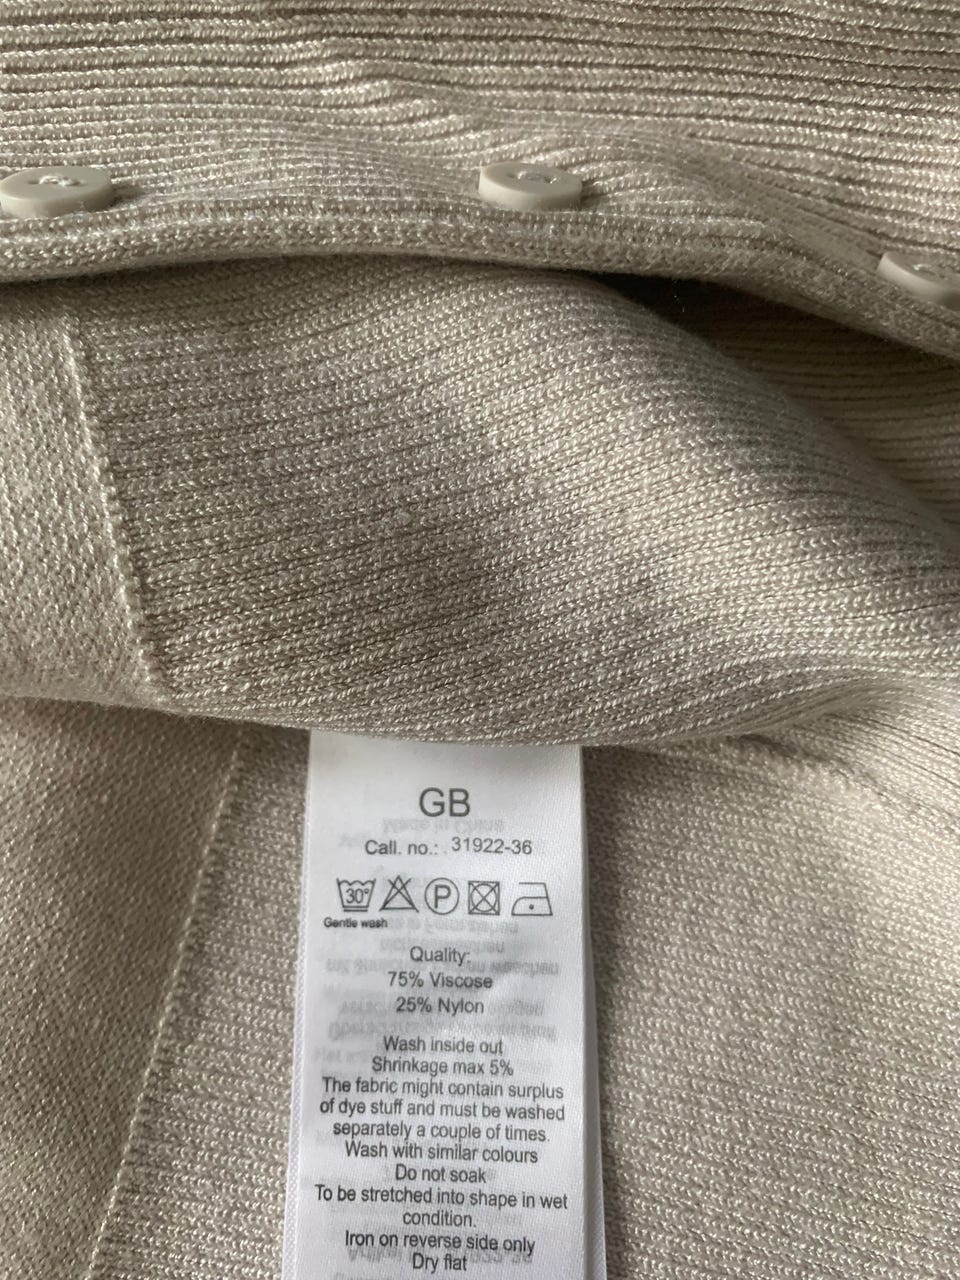 GB
Call. no.: 31922-36
30°
P
Gentle wash
Quality:
75% Viscose
25% Nylon
Wash inside out
Shrinkage max 5%
The fabric might contain surplus
of dye stuff and must be washed
separately a couple of times.
Wash with similar colours
Do not soak
To be stretched into shape in wet
condition.
Iron on reverse side only
Dry flat